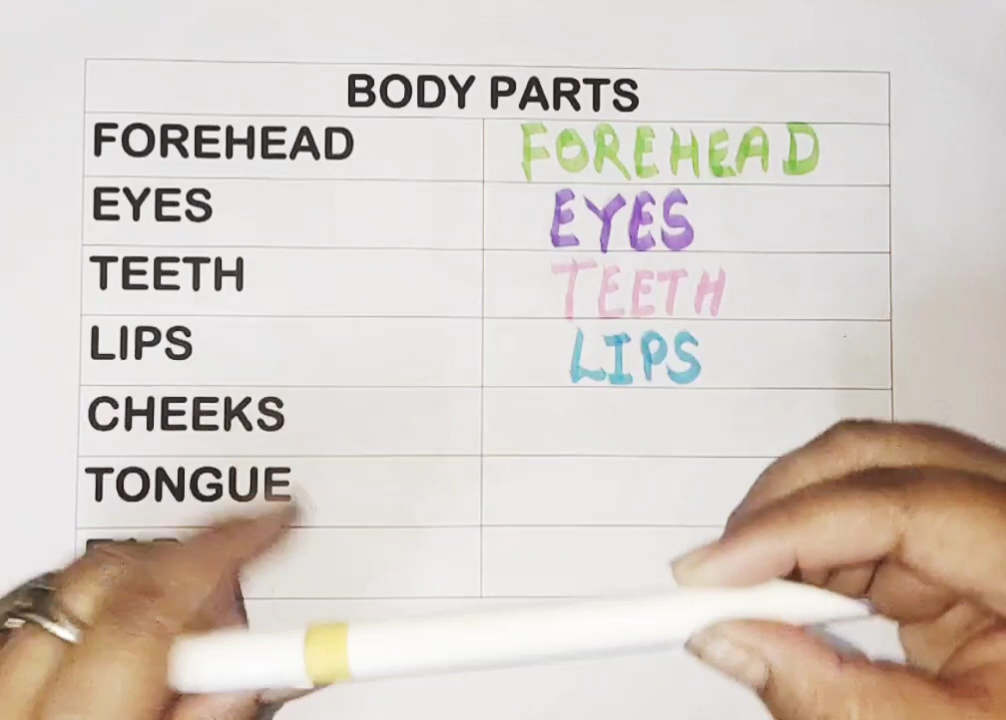 BODY PARTS
FOREHEAD FOREHEAD
EYES EYES
TEETH TEETH
LIPS LIPS
CHEEKS
TONGUE